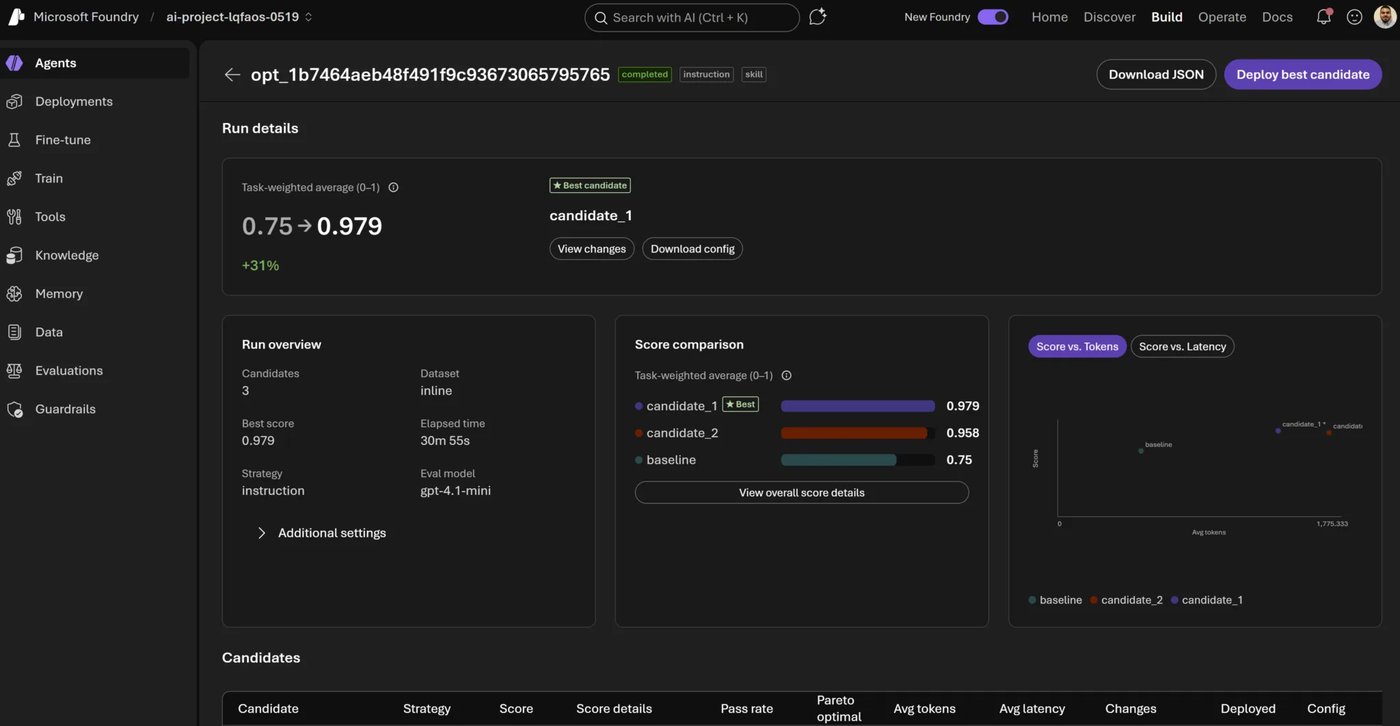 Microsoft Foundry / ai-project-lqfaos-0519
Search with AI (Ctrl + K)
New Foundry
Home Discover Build Operate Docs
Agents
Deployments
Fine-tune
Train
Tools
Knowledge
Memory
Data
Evaluations
Guardrails
opt_1b7464aeb48f491f9c93673065795765 completed instruction skill
Download JSON Deploy best candidate
Run details
Task-weighted average (0–1)
0.75 → 0.979
+31%
★ Best candidate
candidate_1
View changes Download config
Run overview
Candidates Dataset
3 inline
Best score Elapsed time
0.979 30m 55s
Strategy Eval model
instruction gpt-4.1-mini
Additional settings
Score comparison
Task-weighted average (0–1)
candidate_1 ★ Best 0.979
candidate_2 0.958
baseline 0.75
View overall score details
Score vs. Tokens Score vs. Latency
candidate_1 * candidat
baseline
Score
0 1,775.333
Avg tokens
baseline candidate_2 candidate_1
Candidates
Candidate Strategy Score Score details Pass rate Pareto optimal Avg tokens Avg latency Changes Deployed Config